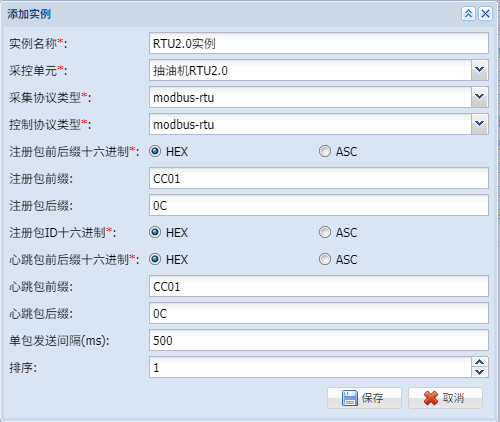 添加实例
实例名称*: RTU2.0实例
采控单元*: 抽油机RTU2.0
采集协议类型*: modbus-rtu
控制协议类型*: modbus-rtu
注册包前后缀十六进制*: HEX ASC
注册包前缀: CC01
注册包后缀: 0C
注册包ID十六进制*: HEX ASC
心跳包前后缀十六进制*: HEX ASC
心跳包前缀: CC01
心跳包后缀: 0C
单包发送间隔(ms): 500
排序: 1
保存 取消